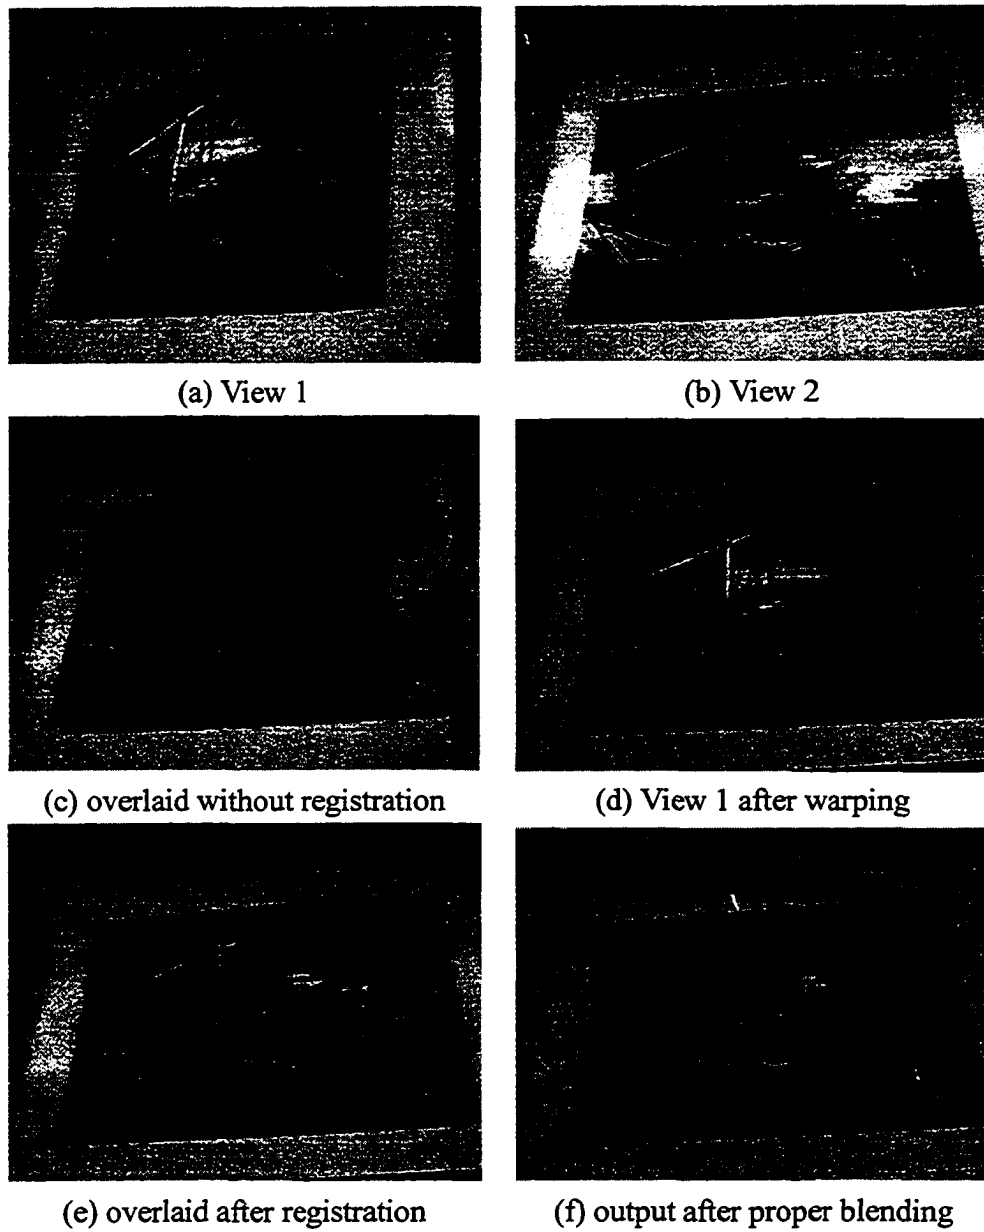 (a) View 1
(b) View 2
(c) overlaid without registration
(d) View 1 after warping
(e) overlaid after registration
(f) output after proper blending